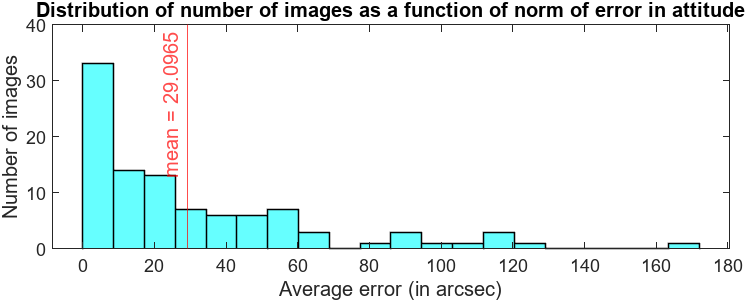 Distribution of number of images as a function of norm of error in attitude
Number of images
40
30
20
10
0
mean = 29.0965
0 20 40 60 80 100 120 140 160 180
Average error (in arcsec)